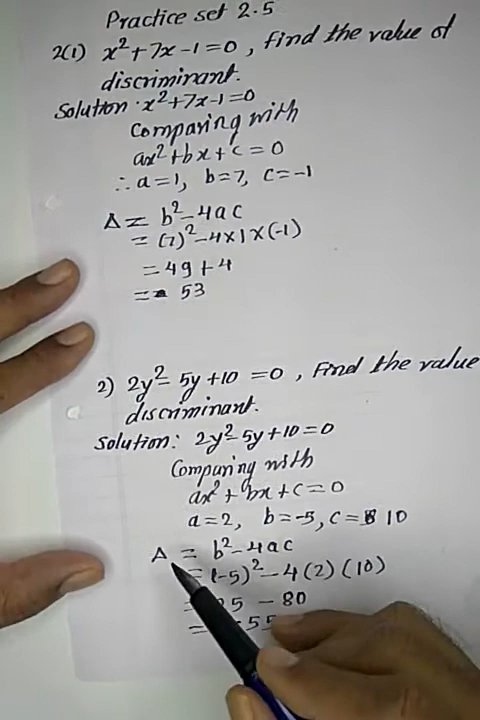 Practice set 2.5
2(1) x²+7x-1=0, Find the value of
discriminant.
Solution: x²+7x-1=0
Comparing with
ax²+bx+c=0
∴ a=1, b=7, c=-1
Δ = b²-4ac
= (7)²-4×1×(-1)
= 49+4
= 53
2) 2y²-5y+10=0, Find the value
discriminant.
Solution: 2y²-5y+10=0
Comparing with
ax²+bx+c=0
a=2, b=-5, c=10
Δ = b²-4ac
= (-5)²-4(2)(10)
= 25-80
= -55